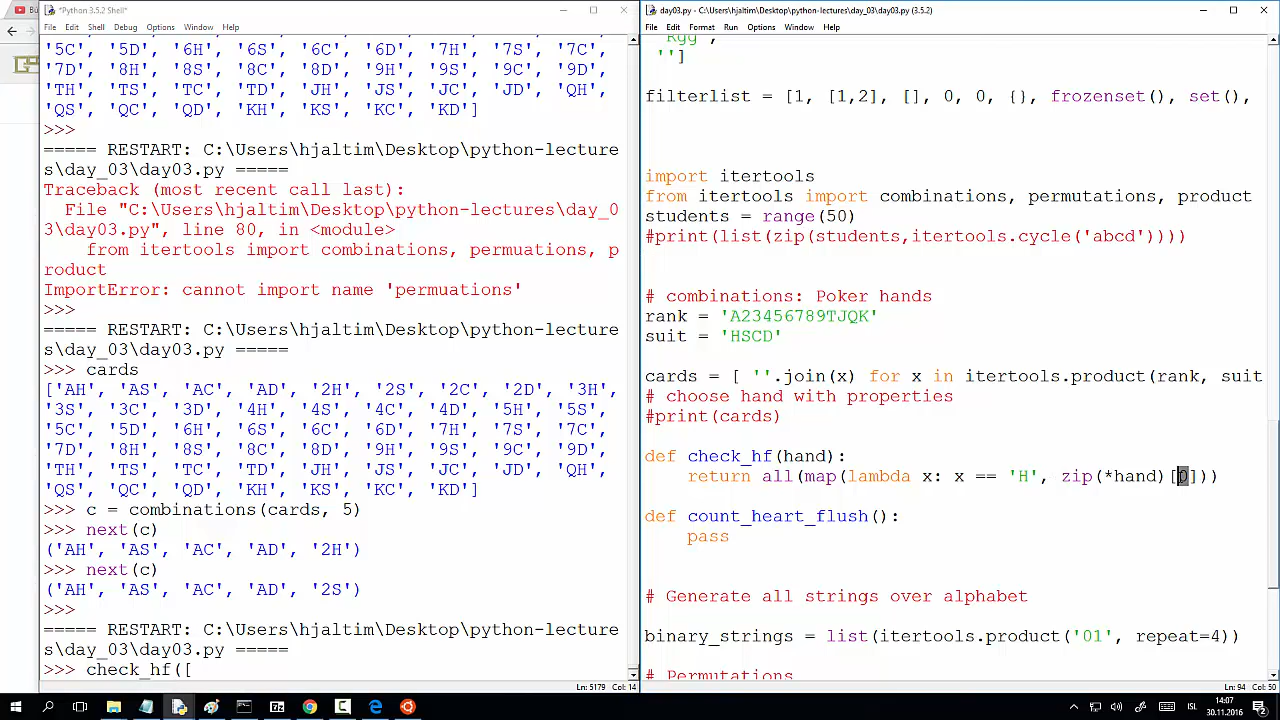 *Python 3.5.2 Shell*
File Edit Shell Debug Options Window Help
'5C', '5D', '6H', '6S', '6C', '6D', '7H', '7S', '7C',
'7D', '8H', '8S', '8C', '8D', '9H', '9S', '9C', '9D',
'TH', 'TS', 'TC', 'TD', 'JH', 'JS', 'JC', 'JD', 'QH',
'QS', 'QC', 'QD', 'KH', 'KS', 'KC', 'KD']
>>>
===== RESTART: C:\Users\hjaltim\Desktop\python-lecture
s\day_03\day03.py =====
Traceback (most recent call last):
File "C:\Users\hjaltim\Desktop\python-lectures\day_0
3\day03.py", line 80, in <module>
from itertools import combinations, permuations, p
roduct
ImportError: cannot import name 'permuations'
>>>
===== RESTART: C:\Users\hjaltim\Desktop\python-lecture
s\day_03\day03.py =====
>>> cards
['AH', 'AS', 'AC', 'AD', '2H', '2S', '2C', '2D', '3H',
'3S', '3C', '3D', '4H', '4S', '4C', '4D', '5H', '5S',
'5C', '5D', '6H', '6S', '6C', '6D', '7H', '7S', '7C',
'7D', '8H', '8S', '8C', '8D', '9H', '9S', '9C', '9D',
'TH', 'TS', 'TC', 'TD', 'JH', 'JS', 'JC', 'JD', 'QH',
'QS', 'QC', 'QD', 'KH', 'KS', 'KC', 'KD']
>>> c = combinations(cards, 5)
>>> next(c)
('AH', 'AS', 'AC', 'AD', '2H')
>>> next(c)
('AH', 'AS', 'AC', 'AD', '2S')
>>>
===== RESTART: C:\Users\hjaltim\Desktop\python-lecture
s\day_03\day03.py =====
>>> check_hf([
Ln: 5179 Col: 14
day03.py - C:\Users\hjaltim\Desktop\python-lectures\day_03\day03.py (3.5.2)
File Edit Format Run Options Window Help
'']
filterlist = [1, [1,2], [], 0, 0, {}, frozenset(), set(),
import itertools
from itertools import combinations, permutations, product
students = range(50)
#print(list(zip(students,itertools.cycle('abcd'))))
# combinations: Poker hands
rank = 'A23456789TJQK'
suit = 'HSCD'
cards = [ ''.join(x) for x in itertools.product(rank, suit
# choose hand with properties
#print(cards)
def check_hf(hand):
return all(map(lambda x: x == 'H', zip(*hand)[0]))
def count_heart_flush():
pass
# Generate all strings over alphabet
binary_strings = list(itertools.product('01', repeat=4))
# Permutations
Ln: 94 Col: 50
ISL
14:07
30.11.2016